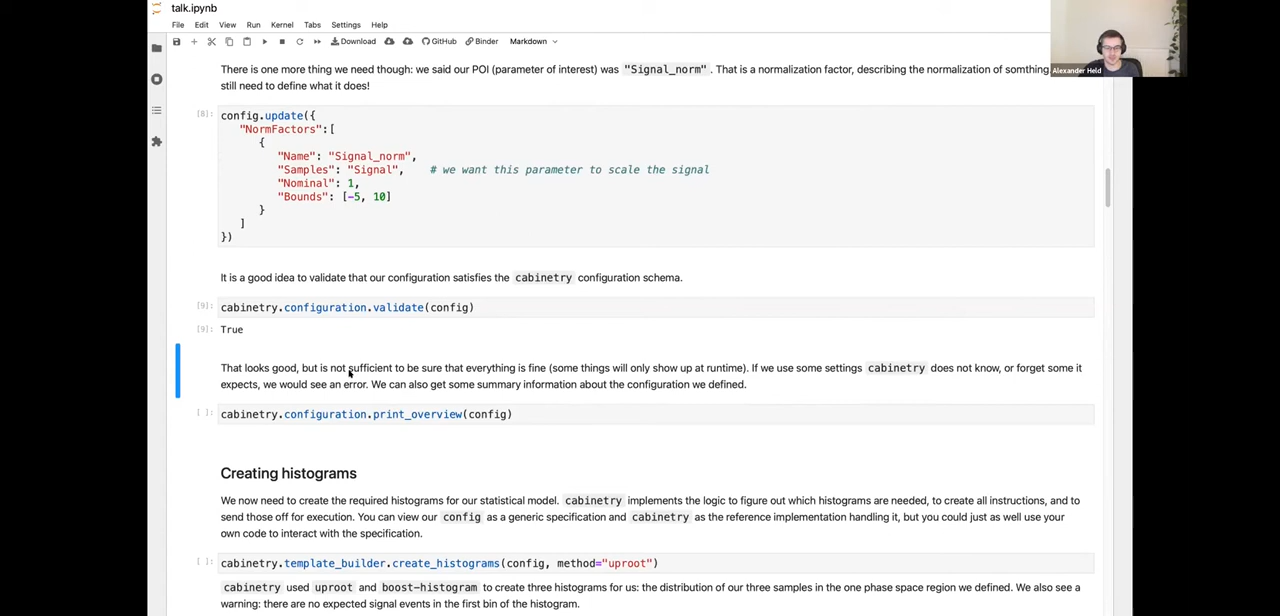 talk.ipynb
File Edit View Run Kernel Tabs Settings Help
Download GitHub Binder Markdown
Alexander Held
There is one more thing we need though: we said our POI (parameter of interest) was "Signal_norm". That is a normalization factor, describing the normalization of somthing
still need to define what it does!
[8]: config.update({
"NormFactors":[
{
"Name": "Signal_norm",
"Samples": "Signal", # we want this parameter to scale the signal
"Nominal": 1,
"Bounds": [-5, 10]
}
]
})
It is a good idea to validate that our configuration satisfies the cabinetry configuration schema.
[9]: cabinetry.configuration.validate(config)
[9]: True
That looks good, but is not sufficient to be sure that everything is fine (some things will only show up at runtime). If we use some settings cabinetry does not know, or forget some it
expects, we would see an error. We can also get some summary information about the configuration we defined.
[ ]: cabinetry.configuration.print_overview(config)
Creating histograms
We now need to create the required histograms for our statistical model. cabinetry implements the logic to figure out which histograms are needed, to create all instructions, and to
send those off for execution. You can view our config as a generic specification and cabinetry as the reference implementation handling it, but you could just as well use your
own code to interact with the specification.
[ ]: cabinetry.template_builder.create_histograms(config, method="uproot")
cabinetry used uproot and boost-histogram to create three histograms for us: the distribution of our three samples in the one phase space region we defined. We also see a
warning: there are no expected signal events in the first bin of the histogram.